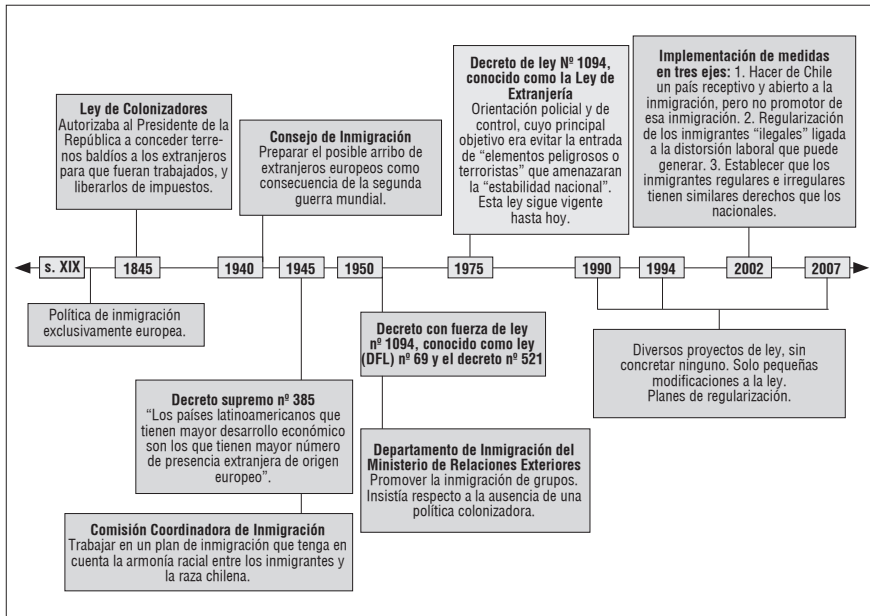 Ley de Colonizadores
Autorizaba al Presidente de la
República a conceder terre-
nos baldíos a los extranjeros
para que fueran trabajados, y
liberarlos de impuestos.
Consejo de Inmigración
Preparar el posible arribo de
extranjeros europeos como
consecuencia de la segunda
guerra mundial.
Decreto de ley Nº 1094,
conocido como la Ley de
Extranjería
Orientación policial y de
control, cuyo principal
objetivo era evitar la entrada
de “elementos peligrosos o
terroristas” que amenazaran
la “estabilidad nacional”.
Esta ley sigue vigente
hasta hoy.
Implementación de medidas
en tres ejes: 1. Hacer de Chile
un país receptivo y abierto a la
inmigración, pero no promotor de
esa inmigración. 2. Regularización
de los inmigrantes “ilegales” ligada
a la distorsión laboral que puede
generar. 3. Establecer que los
inmigrantes regulares e irregulares
tienen similares derechos que los
nacionales.
s. XIX 1845 1940 1945 1950 1975 1990 1994 2002 2007
Política de inmigración
exclusivamente europea.
Decreto supremo nº 385
“Los países latinoamericanos que
tienen mayor desarrollo económico
son los que tienen mayor número
de presencia extranjera de origen
europeo”.
Comisión Coordinadora de Inmigración
Trabajar en un plan de inmigración que tenga en
cuenta la armonía racial entre los inmigrantes y
la raza chilena.
Decreto con fuerza de ley
nº 1094, conocido como ley
(DFL) nº 69 y el decreto nº 521
Departamento de Inmigración del
Ministerio de Relaciones Exteriores
Promover la inmigración de grupos.
Insistía respecto a la ausencia de una
política colonizadora.
Diversos proyectos de ley, sin
concretar ninguno. Solo pequeñas
modificaciones a la ley.
Planes de regularización.